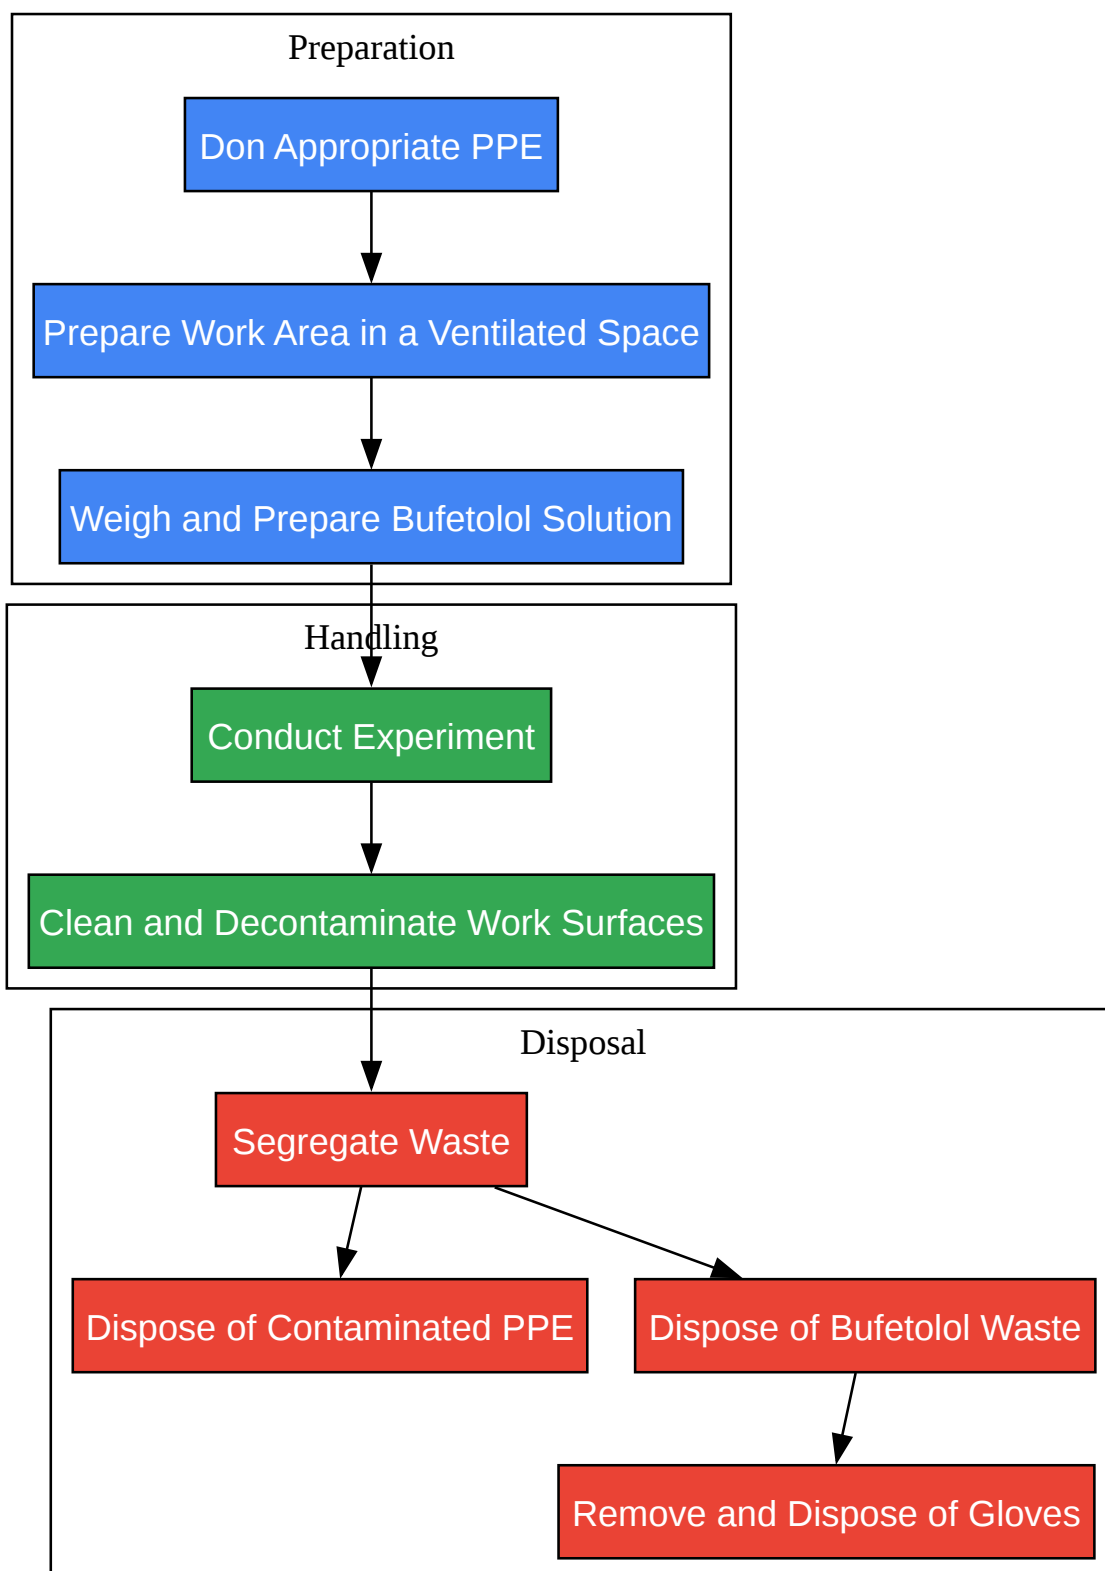 Preparation
Don Appropriate PPE
Prepare Work Area in a Ventilated Space
Weigh and Prepare Bufetolol Solution
Handling
Conduct Experiment
Clean and Decontaminate Work Surfaces
Disposal
Segregate Waste
Dispose of Contaminated PPE
Dispose of Bufetolol Waste
Remove and Dispose of Gloves